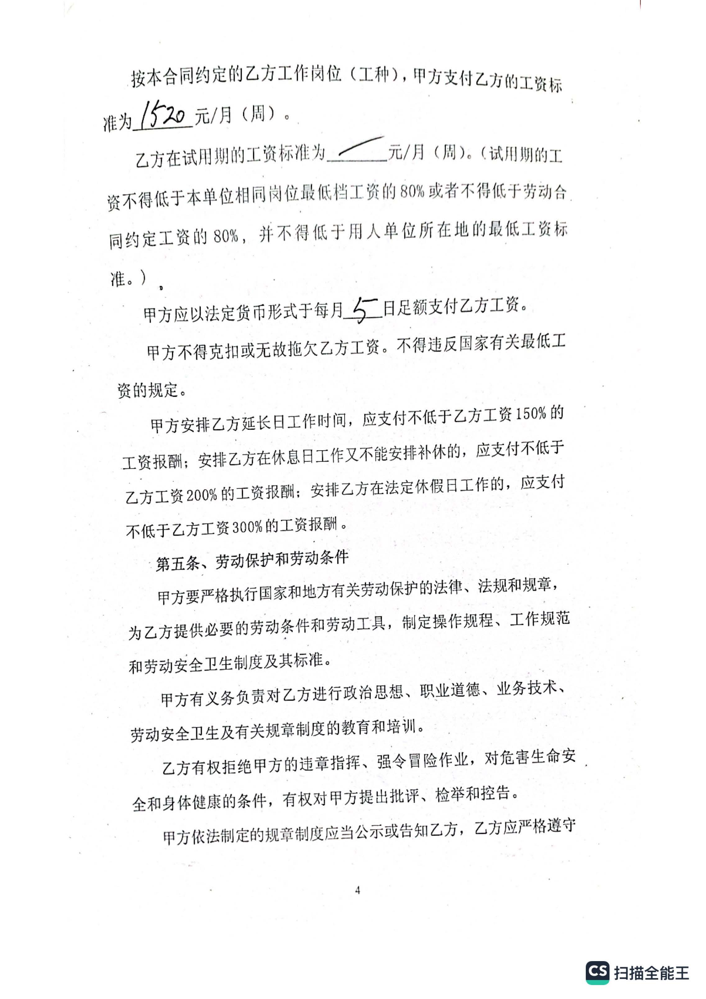 按本合同约定的乙方工作岗位（工种），甲方支付乙方的工资标
准为1520元/月（周）。
乙方在试用期的工资标准为／元/月（周）。（试用期的工
资不得低于本单位相同岗位最低档工资的80%或者不得低于劳动合
同约定工资的80%，并不得低于用人单位所在地的最低工资标
准。）
甲方应以法定货币形式于每月5日足额支付乙方工资。
甲方不得克扣或无故拖欠乙方工资。不得违反国家有关最低工
资的规定。
甲方安排乙方延长日工作时间，应支付不低于乙方工资150%的
工资报酬；安排乙方在休息日工作又不能安排补休的，应支付不低于
乙方工资200%的工资报酬；安排乙方在法定休假日工作的，应支付
不低于乙方工资300%的工资报酬。
第五条、劳动保护和劳动条件
甲方要严格执行国家和地方有关劳动保护的法律、法规和规章，
为乙方提供必要的劳动条件和劳动工具，制定操作规程、工作规范
和劳动安全卫生制度及其标准。
甲方有义务负责对乙方进行政治思想、职业道德、业务技术、
劳动安全卫生及有关规章制度的教育和培训。
乙方有权拒绝甲方的违章指挥、强令冒险作业，对危害生命安
全和身体健康的条件，有权对甲方提出批评、检举和控告。
甲方依法制定的规章制度应当公示或告知乙方，乙方应严格遵守
4
CS 扫描全能王